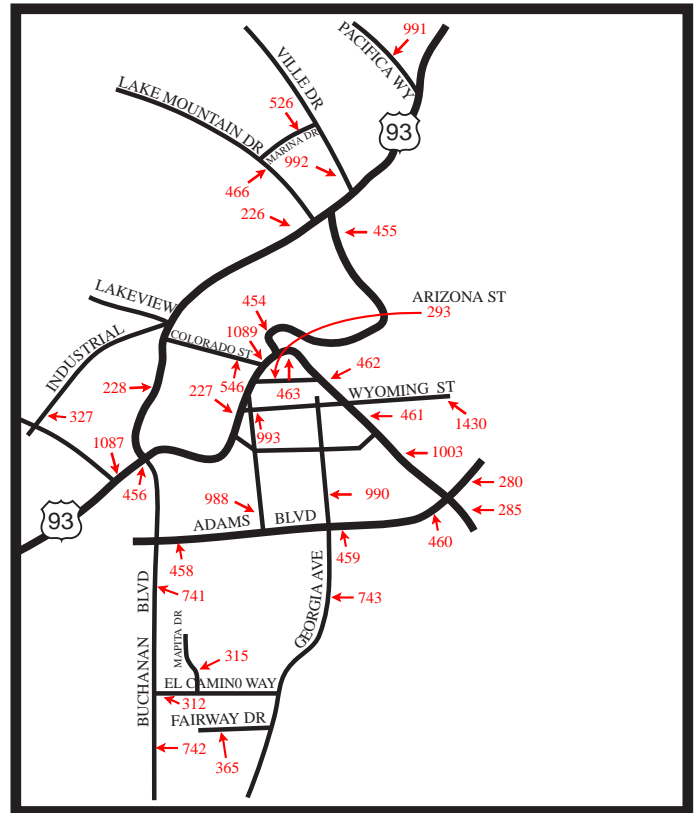 991
PACIFICA WY
VILLE DR
LAKE MOUNTAIN DR
526
93
MARINA DR
992
466
226
455
LAKEVIEW
454
ARIZONA ST
293
1089
COLORADO ST
INDUSTRIAL
462
228
227
546
463
WYOMING ST
327
461
1430
993
1087
1003
456
280
988
990
285
93
ADAMS BLVD
460
459
458
741
743
BUCHANAN BLVD
GEORGIA AVE
MAPITA DR
315
EL CAMIN0 WAY
312
FAIRWAY DR
742
365